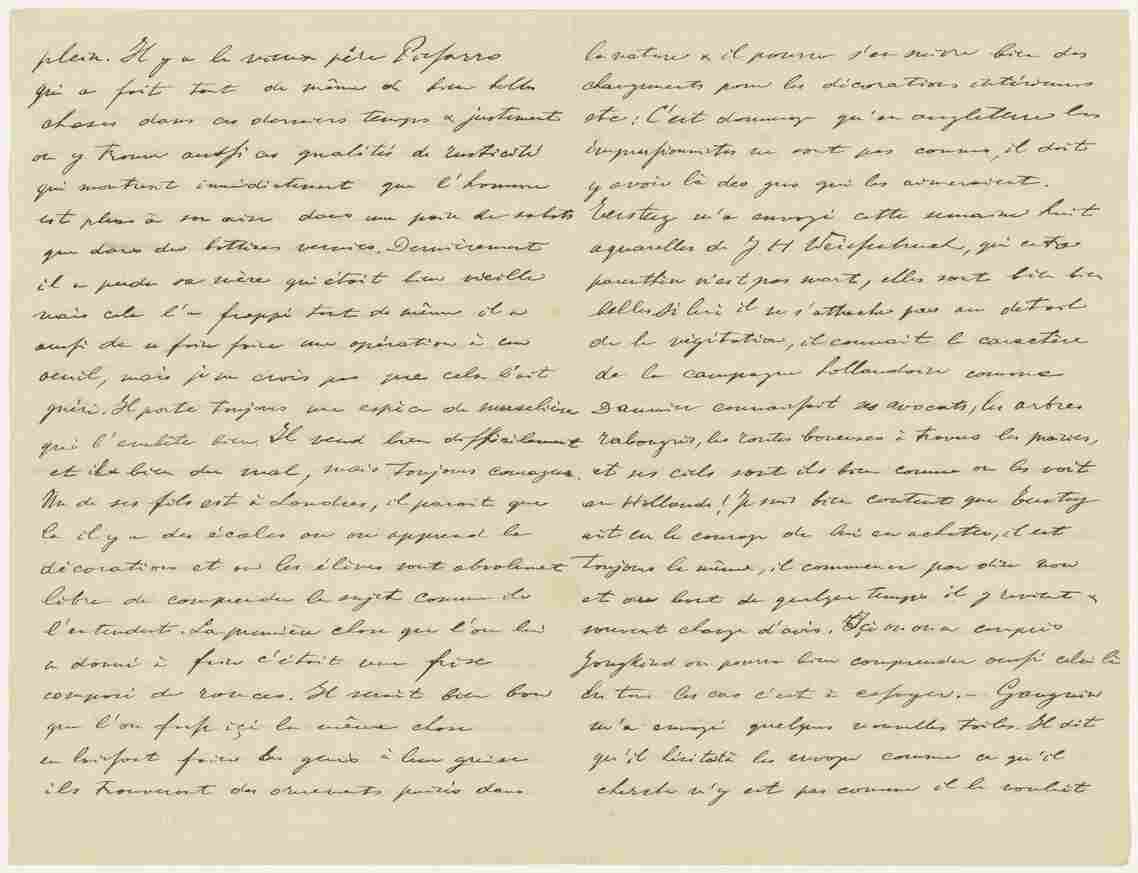 plein. Il y a le vieux père Pissarro
qui a fait tout de même de bien belles
choses dans ces derniers temps & justement
on y trouve aussi ces qualités de rusticité
qui montrent immédiatement que l'homme
est plus à son aise dans une paire de sabots
que dans des bottines vernies. Dernièrement
il a perdu sa mère qui était bien vieille
mais cela l'a frappé tout de même il a
aussi dû se faire faire une opération à un
oeuil, mais je ne crois pas que cela l'ait
guéri. Il porte toujours une espèce de muselière
qui l'embête bien. Il vend bien difficilement
et il a bien du mal, mais toujours courageux.
Un de ses fils est à Londres, il parait que
là il y a des écoles où on apprend la
décoration et où les élèves sont absolument
libre de comprendre le sujet comme ils
l'entendent. La première chose que l'on lui
a donné à faire c'était une frise
composé de ronces. Il serait bien bon
que l'on fasse içi la même chose
en laissant faire les gens à leur guise
ils trouveront des ornements puisés dans
la nature & il pourra s'en suivre bien des
changements pour les décorations intérieures
etc. C'est dommage qu'en angleterre les
impressionnistes ne sont pas connus, il doit
y avoir là des gens qui les aimeraient.
Tersteeg m'a envoyé cette semaine huit
aquarelles de J H Weissenbruch, qui entre
parenthèse n'est pas mort, elles sont bien bien
belles. Si lui il ne s'attache pas au détail
de la végétation, il connait le caractère
de la campagne hollandaise comme
Daumier connaissait ses avocats, les arbres
rabougris, les routes boueuses à travers les prairies,
et ses ciels sont ils bien comme on les voit
en Hollande! Je suis bien content que Tersteeg
ait eu le courage de lui en acheter, il est
toujours le même, il commence par dire non
et au bout de quelque temps il y revient &
souvent change d'avis. Si on a compris
Jongkind on pourra bien comprendre aussi celui là
En tous les cas c'est à essayer. - Gauguin
m'a envoyé quelques nouvelles toiles. Il dit
qu'il hésitait à les envoyer comme ce qu'il
cherche n'y est pas comme il le voulait